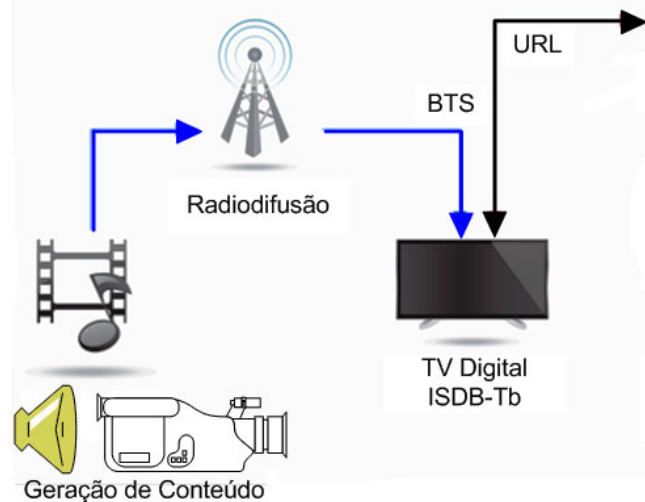 URL
BTS
Radiodifusão
TV Digital
ISDB-Tb
Geração de Conteúdo